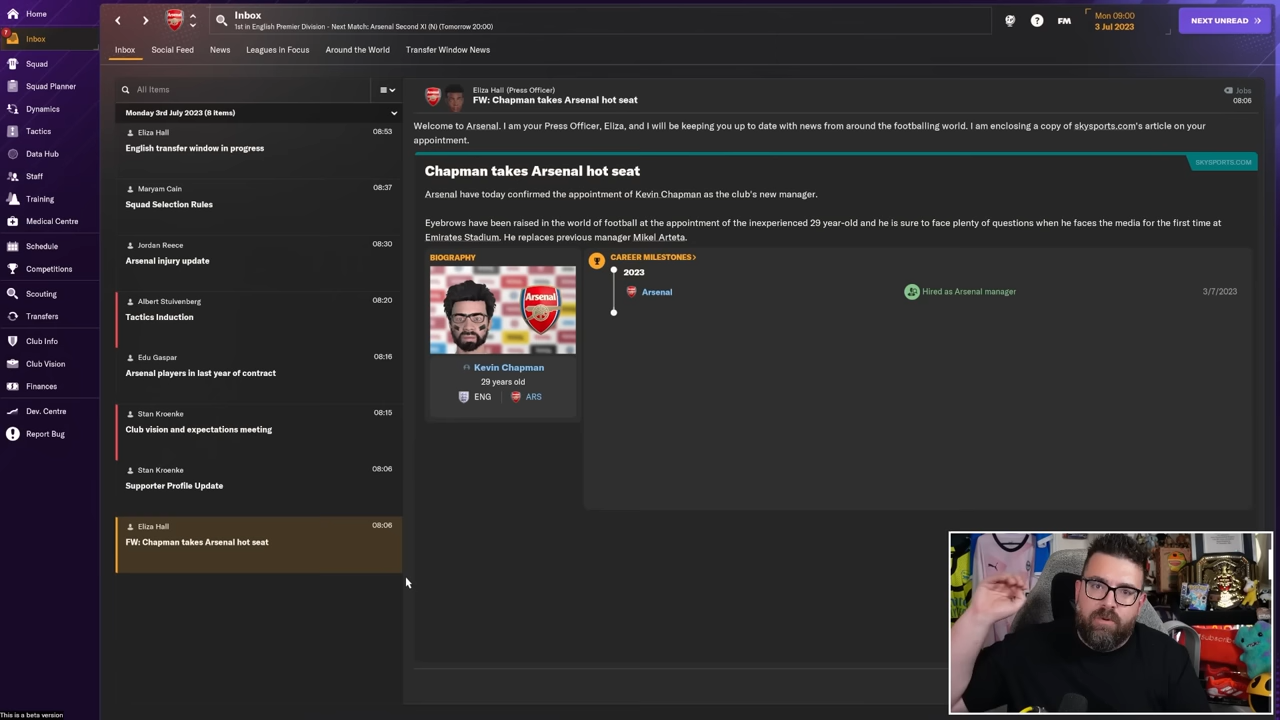 Home
Inbox
Squad
Squad Planner
Dynamics
Tactics
Data Hub
Staff
Training
Medical Centre
Schedule
Competitions
Scouting
Transfers
Club Info
Club Vision
Finances
Dev. Centre
Report Bug
This is a beta version
Inbox
1st in English Premier Division - Next Match: Arsenal Second XI (N) (Tomorrow 20:00)
FM
Mon 09:00
3 Jul 2023
NEXT UNREAD
Inbox
Social Feed
News
Leagues In Focus
Around the World
Transfer Window News
All Items
Monday 3rd July 2023 (8 items)
Eliza Hall 08:53
English transfer window in progress
Maryam Cain 08:37
Squad Selection Rules
Jordan Reece 08:30
Arsenal injury update
Albert Stuivenberg 08:20
Tactics Induction
Edu Gaspar 08:16
Arsenal players in last year of contract
Stan Kroenke 08:15
Club vision and expectations meeting
Stan Kroenke 08:06
Supporter Profile Update
Eliza Hall 08:06
FW: Chapman takes Arsenal hot seat
Eliza Hall (Press Officer)
FW: Chapman takes Arsenal hot seat
Jobs
08:06
Welcome to Arsenal. I am your Press Officer, Eliza, and I will be keeping you up to date with news from around the footballing world. I am enclosing a copy of skysports.com's article on your
appointment.
SKYSPORTS.COM
Chapman takes Arsenal hot seat
Arsenal have today confirmed the appointment of Kevin Chapman as the club's new manager.
Eyebrows have been raised in the world of football at the appointment of the inexperienced 29 year-old and he is sure to face plenty of questions when he faces the media for the first time at
Emirates Stadium. He replaces previous manager Mikel Arteta.
BIOGRAPHY
Arsenal
Kevin Chapman
29 years old
ENG
ARS
CAREER MILESTONES>
2023
Arsenal
Hired as Arsenal manager
3/7/2023